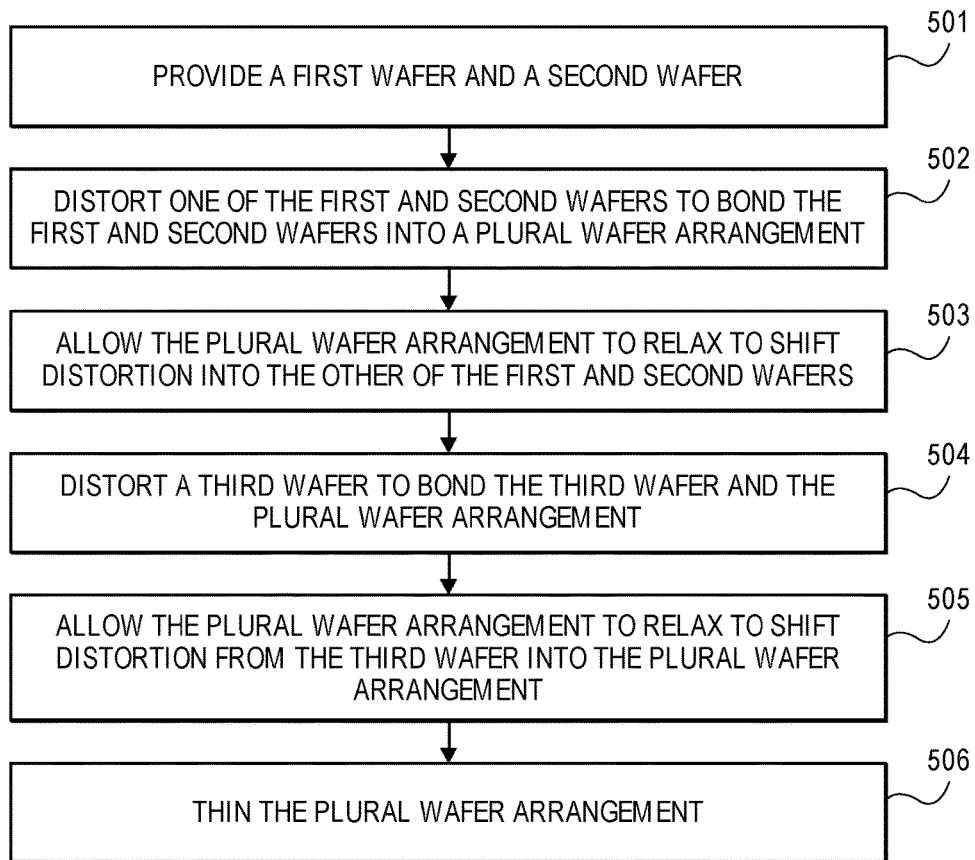 501
PROVIDE A FIRST WAFER AND A SECOND WAFER
502
DISTORT ONE OF THE FIRST AND SECOND WAFERS TO BOND THE
FIRST AND SECOND WAFERS INTO A PLURAL WAFER ARRANGEMENT
503
ALLOW THE PLURAL WAFER ARRANGEMENT TO RELAX TO SHIFT
DISTORTION INTO THE OTHER OF THE FIRST AND SECOND WAFERS
504
DISTORT A THIRD WAFER TO BOND THE THIRD WAFER AND THE
PLURAL WAFER ARRANGEMENT
505
ALLOW THE PLURAL WAFER ARRANGEMENT TO RELAX TO SHIFT
DISTORTION FROM THE THIRD WAFER INTO THE PLURAL WAFER
ARRANGEMENT
506
THIN THE PLURAL WAFER ARRANGEMENT